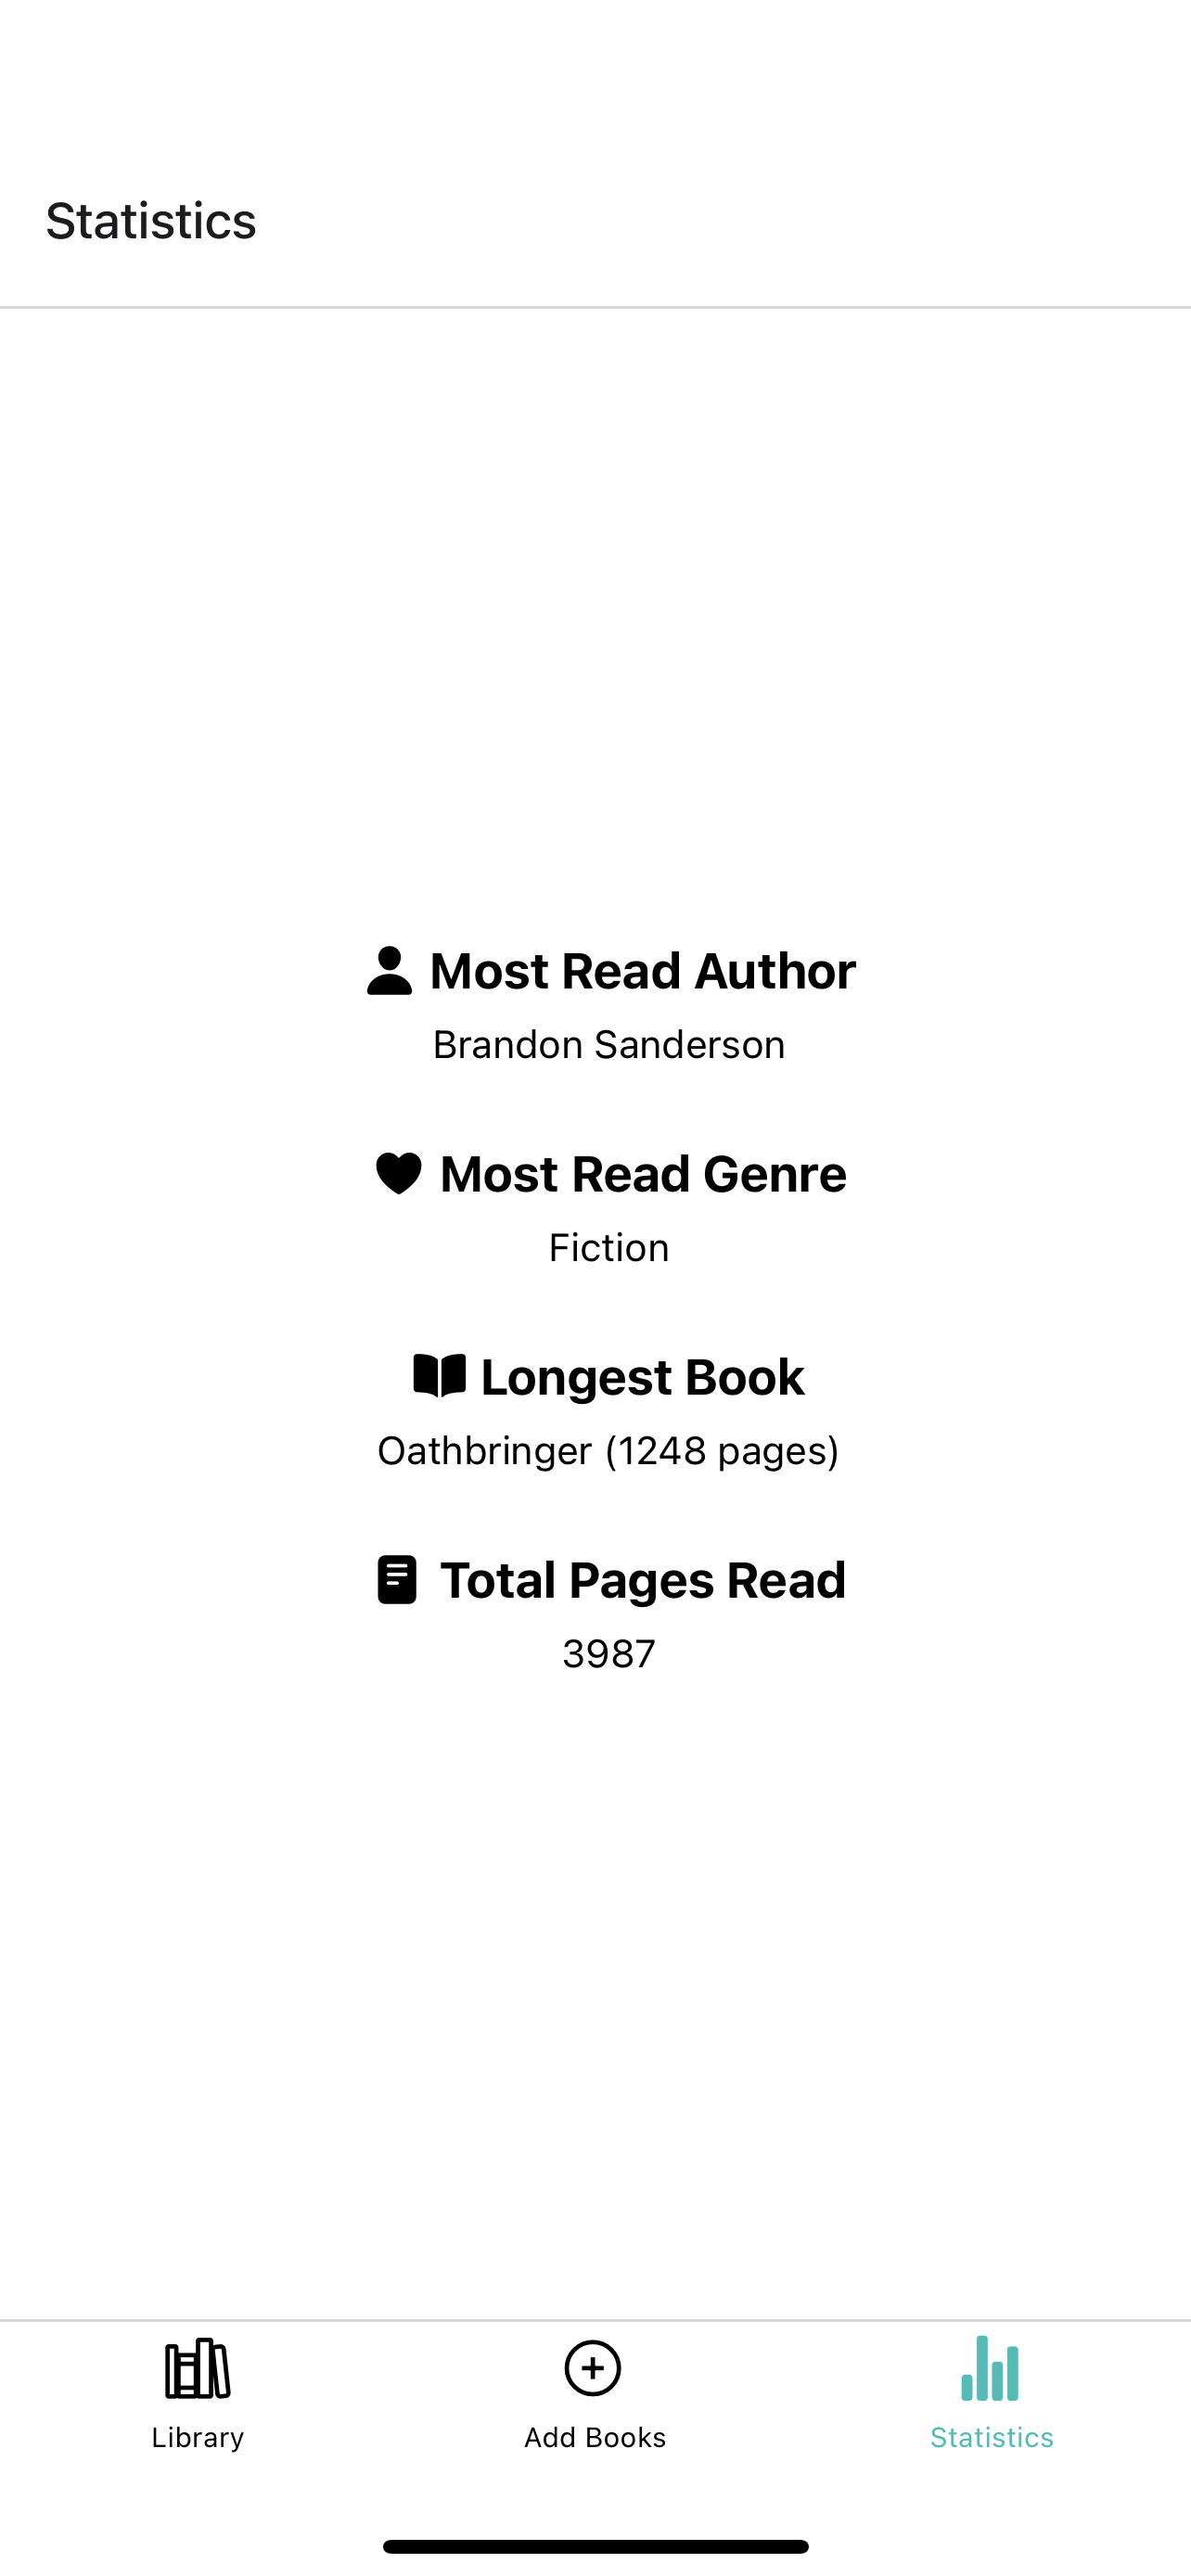 Statistics
Most Read Author
Brandon Sanderson
Most Read Genre
Fiction
Longest Book
Oathbringer (1248 pages)
Total Pages Read
3987
Library
Add Books
Statistics